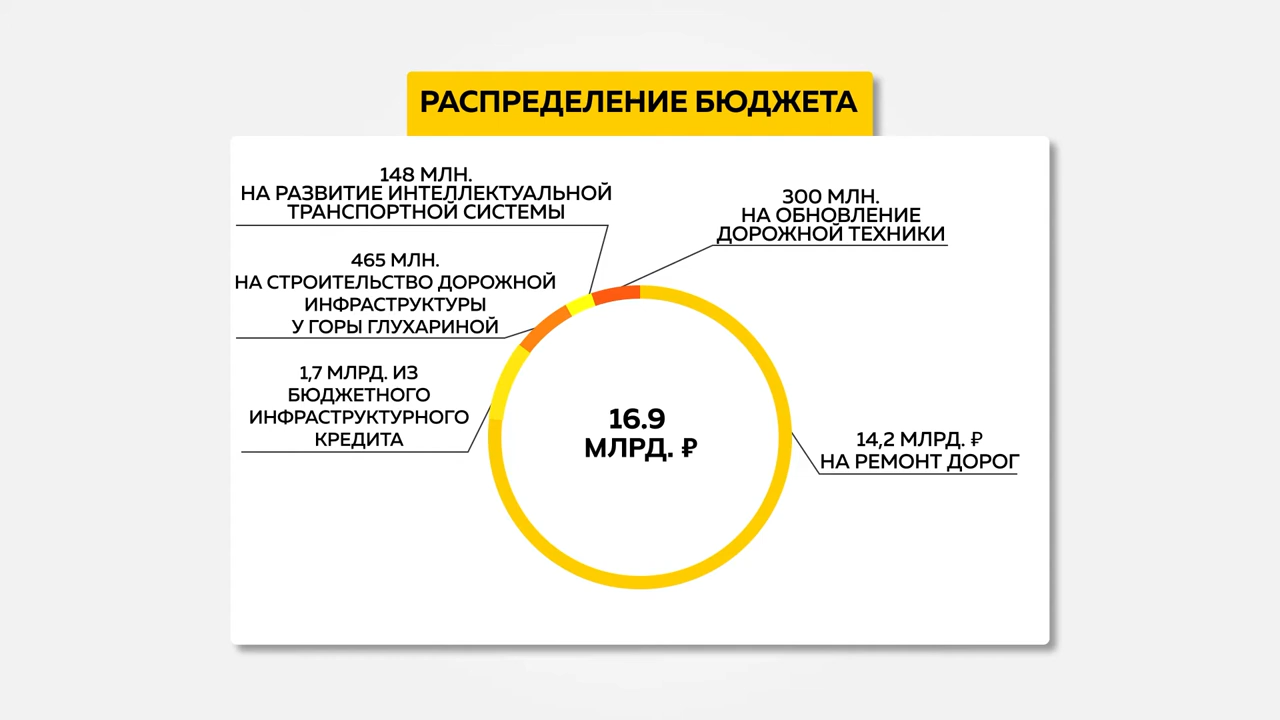 РАСПРЕДЕЛЕНИЕ БЮДЖЕТА
148 МЛН.
НА РАЗВИТИЕ ИНТЕЛЛЕКТУАЛЬНОЙ
ТРАНСПОРТНОЙ СИСТЕМЫ
300 МЛН.
НА ОБНОВЛЕНИЕ
ДОРОЖНОЙ ТЕХНИКИ
465 МЛН.
НА СТРОИТЕЛЬСТВО ДОРОЖНОЙ
ИНФРАСТРУКТУРЫ
У ГОРЫ ГЛУХАРИНОЙ
1,7 МЛРД. ИЗ
БЮДЖЕТНОГО
ИНФРАСТРУКТУРНОГО
КРЕДИТА
16.9
МЛРД. ₽
14,2 МЛРД. ₽
НА РЕМОНТ ДОРОГ